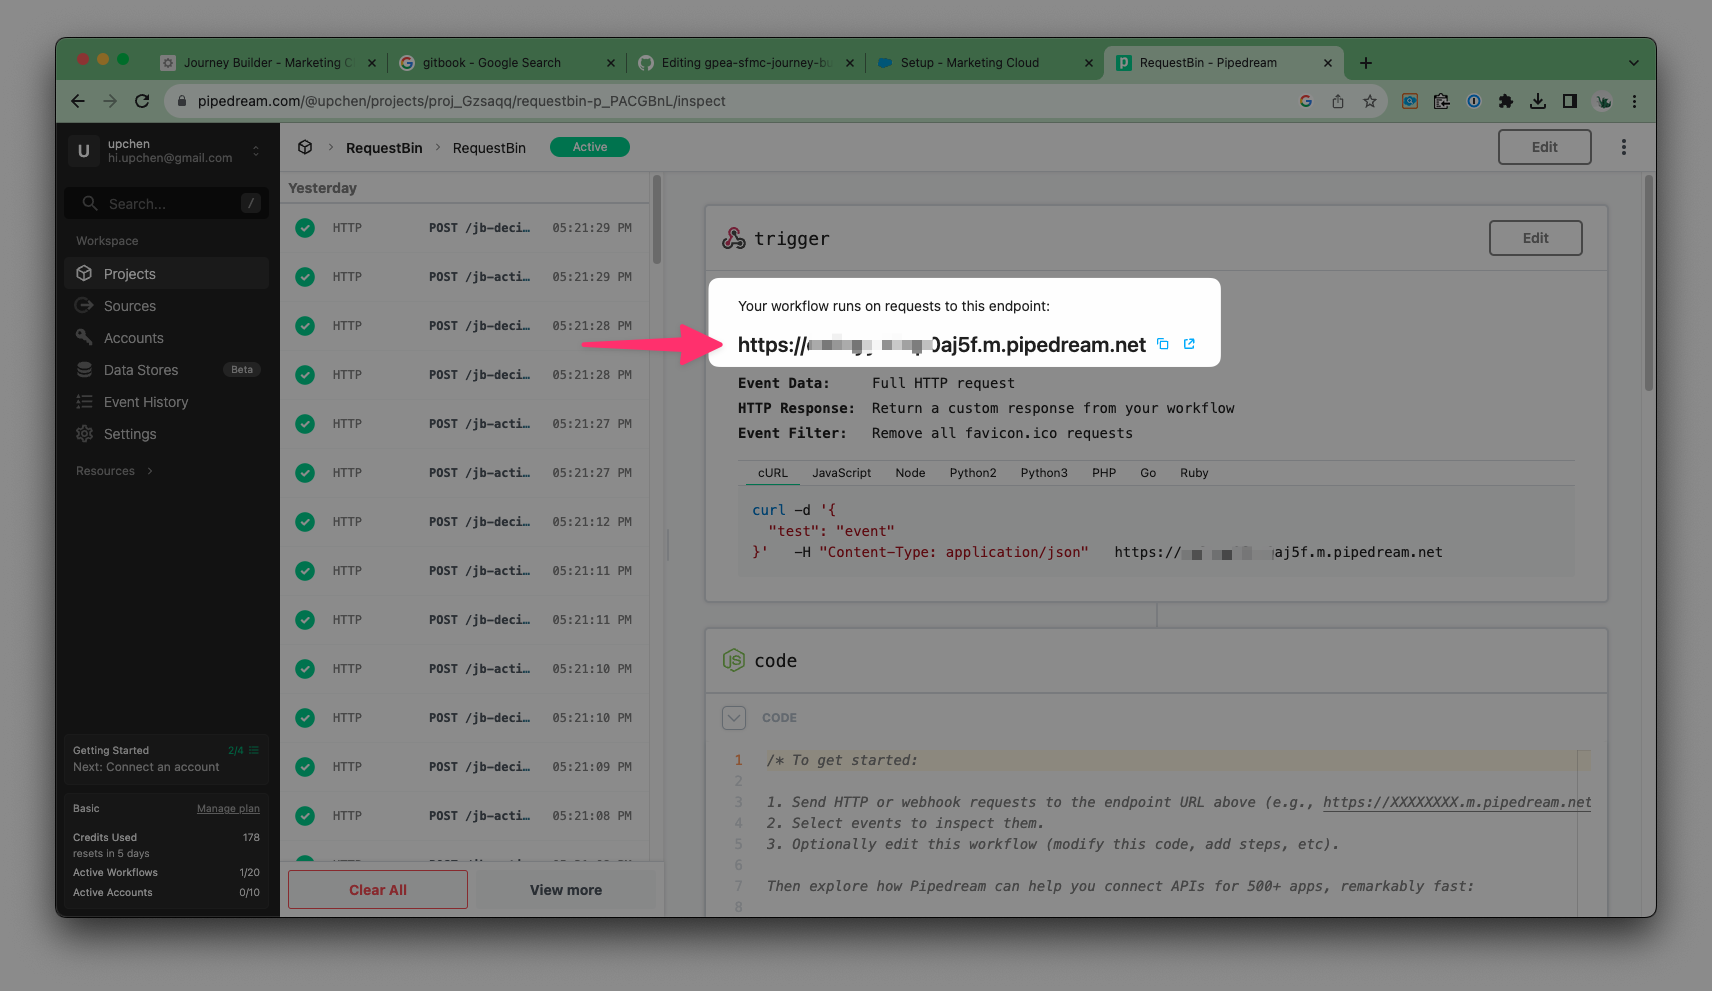 Journey Builder - Marketing C
gitbook - Google Search
Editing gpea-sfmc-journey-bu
Setup - Marketing Cloud
RequestBin - Pipedream
pipedream.com/@upchen/projects/proj_Gzsaqq/requestbin-p_PACGBnL/inspect
U
upchen
hi.upchen@gmail.com
Search...
/
Workspace
Projects
Sources
Accounts
Data Stores Beta
Event History
Settings
Resources
Getting Started 2/4
Next: Connect an account
Basic Manage plan
Credits Used 178
resets in 5 days
Active Workflows 1/20
Active Accounts 0/10
RequestBin
RequestBin
Active
Edit
Yesterday
HTTP POST /jb-deci… 05:21:29 PM
HTTP POST /jb-acti… 05:21:29 PM
HTTP POST /jb-deci… 05:21:28 PM
HTTP POST /jb-deci… 05:21:28 PM
HTTP POST /jb-acti… 05:21:27 PM
HTTP POST /jb-acti… 05:21:27 PM
HTTP POST /jb-deci… 05:21:12 PM
HTTP POST /jb-acti… 05:21:11 PM
HTTP POST /jb-deci… 05:21:11 PM
HTTP POST /jb-acti… 05:21:10 PM
HTTP POST /jb-deci… 05:21:10 PM
HTTP POST /jb-deci… 05:21:09 PM
HTTP POST /jb-acti… 05:21:08 PM
Clear All
View more
trigger
Edit
Your workflow runs on requests to this endpoint:
https:// 0aj5f.m.pipedream.net
Event Data: Full HTTP request
HTTP Response: Return a custom response from your workflow
Event Filter: Remove all favicon.ico requests
cURL JavaScript Node Python2 Python3 PHP Go Ruby
curl -d '{
"test": "event"
}' -H "Content-Type: application/json" https:// aj5f.m.pipedream.net
JS code
CODE
1 /* To get started:
2
3 1. Send HTTP or webhook requests to the endpoint URL above (e.g., https://XXXXXXXX.m.pipedream.net
4 2. Select events to inspect them.
5 3. Optionally edit this workflow (modify this code, add steps, etc).
6
7 Then explore how Pipedream can help you connect APIs for 500+ apps, remarkably fast:
8